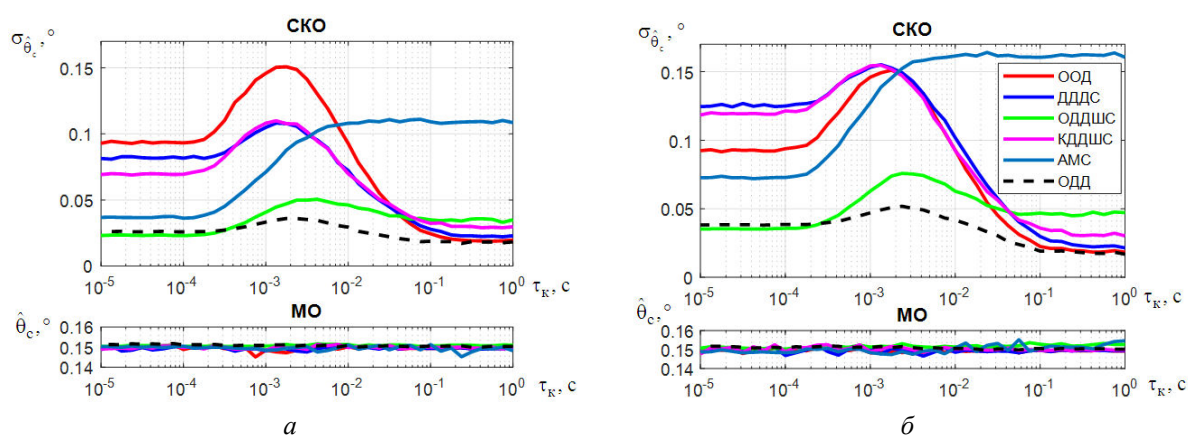 СКО
σθ̂с, °
0.15
0.1
0.05
0
10⁻⁵ 10⁻⁴ 10⁻³ 10⁻² 10⁻¹ 10⁰ τк, с
МО
θ̂с, °
0.16
0.15
0.14
10⁻⁵ 10⁻⁴ 10⁻³ 10⁻² 10⁻¹ 10⁰ τк, с
а
СКО
σθ̂с, °
0.15
0.1
0.05
0
ООД
ДДДС
ОДДШС
КДДШС
АМС
ОДД
10⁻⁵ 10⁻⁴ 10⁻³ 10⁻² 10⁻¹ 10⁰ τк, с
МО
θ̂с, °
0.16
0.15
0.14
10⁻⁵ 10⁻⁴ 10⁻³ 10⁻² 10⁻¹ 10⁰ τк, с
б